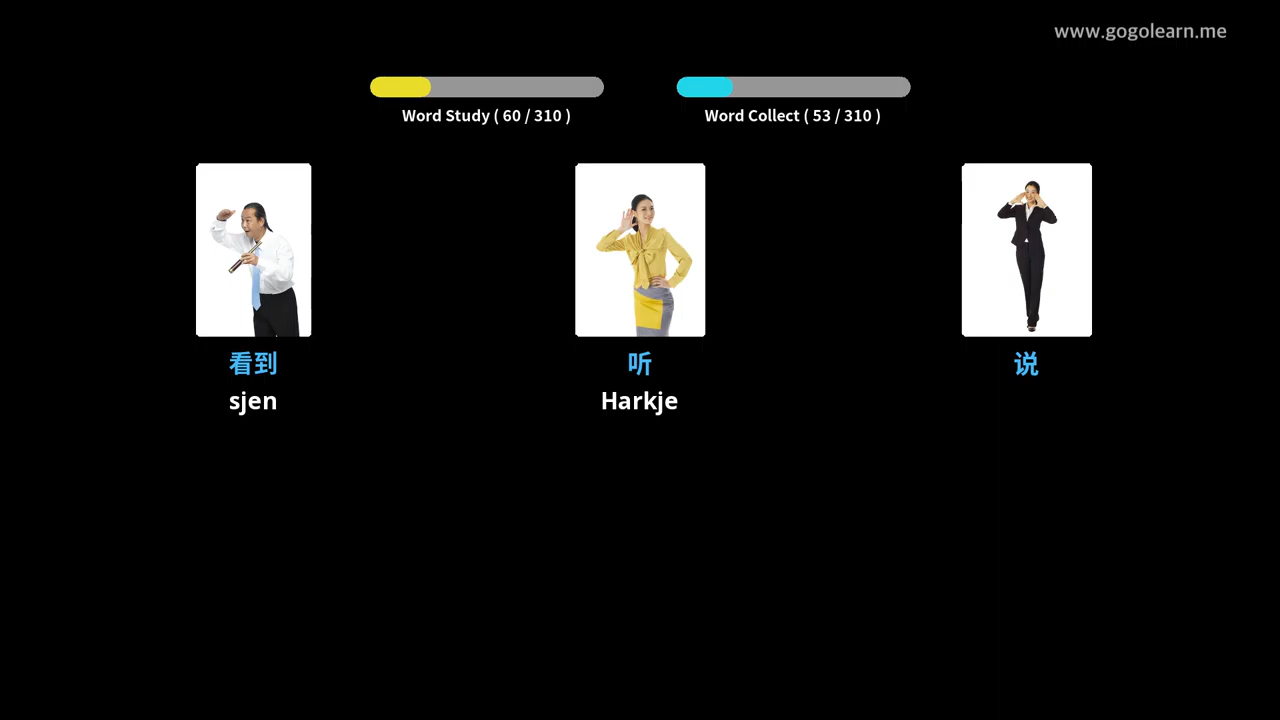 www.gogolearn.me
Word Study ( 60 / 310 )
Word Collect ( 53 / 310 )
看到
听
说
sjen
Harkje